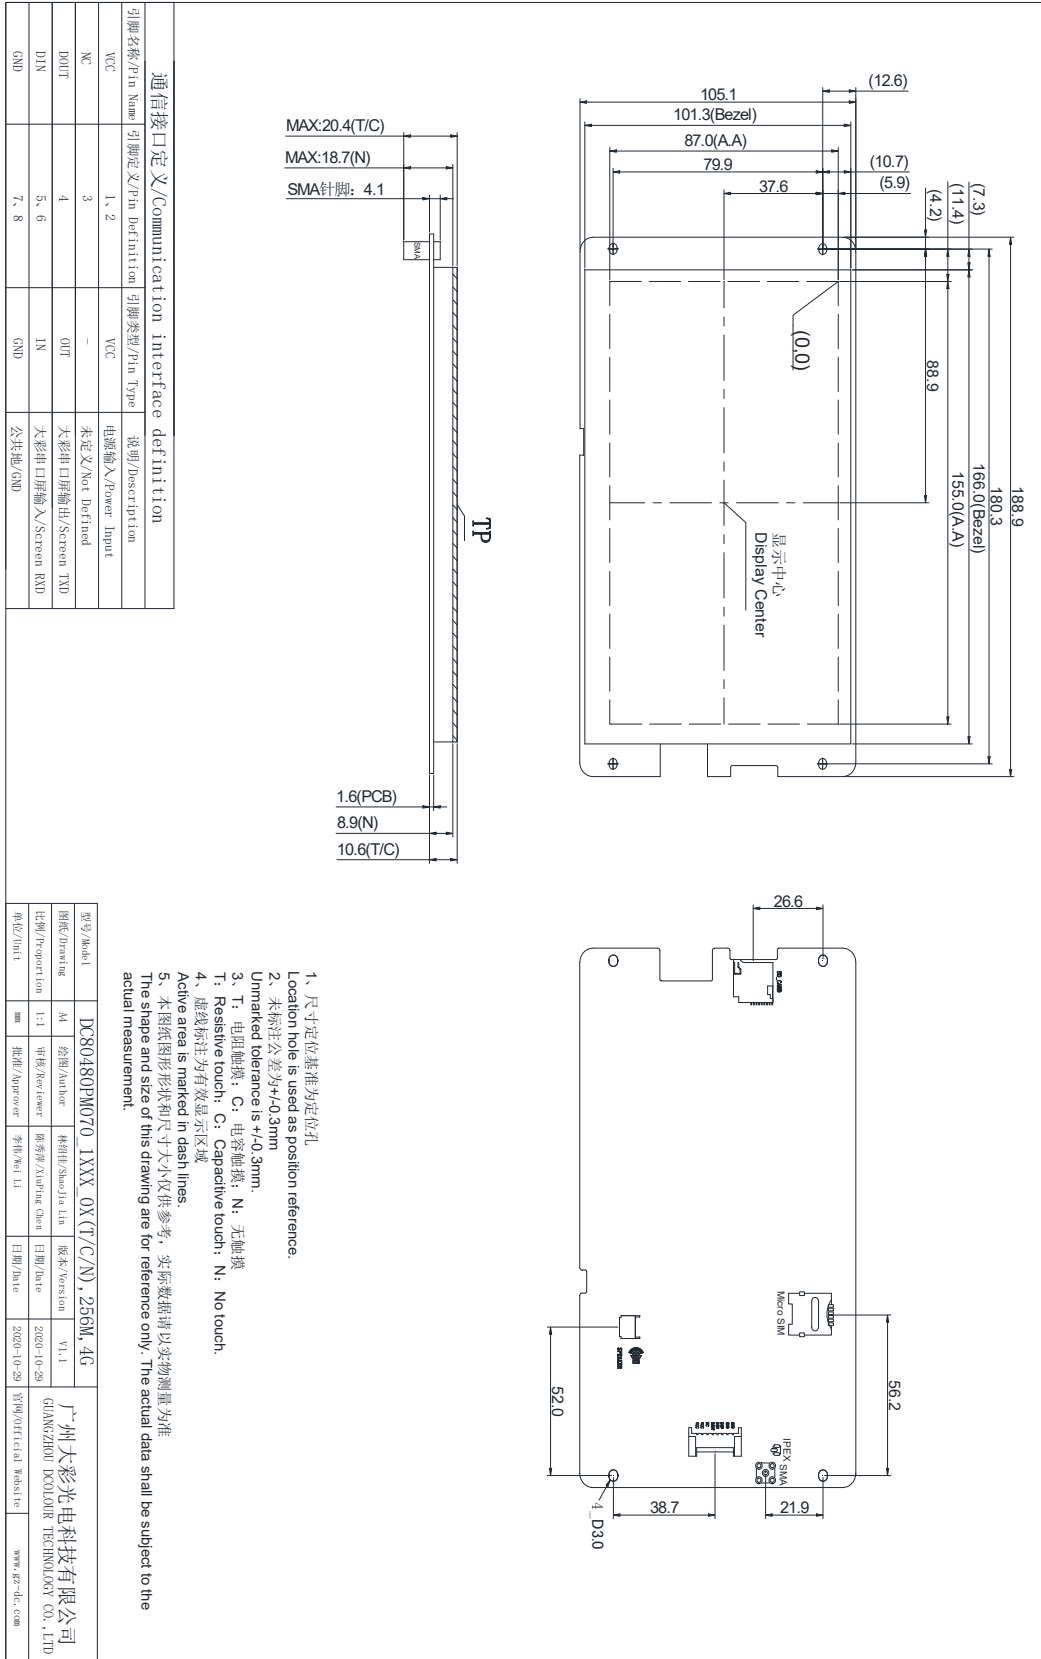 188.9
180.3
166.0(Bezel)
155.0(A.A)
88.9
(7.3)
(11.4)
(4.2)
(12.6)
105.1
101.3(Bezel)
87.0(A.A)
79.9
(10.7)
37.6
(5.9)
(0,0)
显示中心
Display Center
MAX:20.4(T/C)
MAX:18.7(N)
SMA针脚：4.1
SMA
TP
1.6(PCB)
8.9(N)
10.6(T/C)
26.6
SD_CARD
Micro SIM
56.2
SPEAKER
52.0
IPEX
SMA
4_D3.0
38.7
21.9
1、尺寸定位基准为定位孔
Location hole is used as position reference.
2、未标注公差为+/-0.3mm
Unmarked tolerance is +/-0.3mm.
3、T：电阻触摸；C：电容触摸；N：无触摸
T：Resistive touch；C：Capacitive touch；N：No touch.
4、虚线标注为有效显示区域
Active area is marked in dash lines.
5、本图纸图形形状和尺寸大小仅供参考，实际数据请以实物测量为准
The shape and size of this drawing are for reference only. The actual data shall be subject to the
actual measurement.
通信接口定义/Communication interface definition
引脚名称/Pin Name 引脚定义/Pin Definition 引脚类型/Pin Type 说明/Description
VCC 1、2 VCC 电源输入/Power Input
NC 3 - 未定义/Not Defined
DOUT 4 OUT 大彩串口屏输出/Screen TXD
DIN 5、6 IN 大彩串口屏输入/Screen RXD
GND 7、8 GND 公共地/GND
型号/Model DC80480PM070_1XXX_0X(T/C/N),256M,4G
广州大彩光电科技有限公司
GUANGZHOU DCOLOUR TECHNOLOGY CO.,LTD
图纸/Drawing A4 绘图/Author 林绍佳/ShaoJia Lin 版本/Version V1.1
比例/Proportion 1:1 审核/Reviewer 陈秀萍/XiuPing Chen 日期/Date 2020-10-29
单位/Unit mm 批准/Approver 李伟/Wei Li 日期/Date 2020-10-29 官网/Official Website www.gz-dc.com